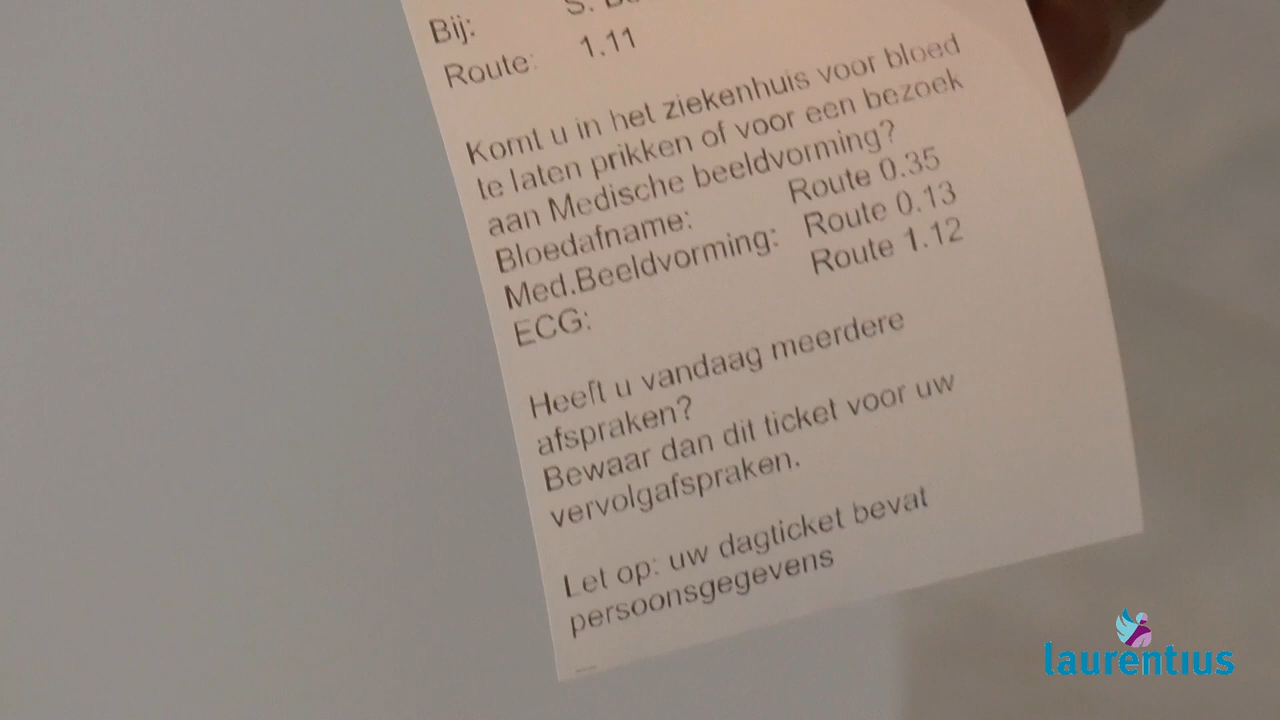 Bij: S.
Route: 1.11
Komt u in het ziekenhuis voor bloed
te laten prikken of voor een bezoek
aan Medische beeldvorming?
Bloedafname: Route 0.35
Med.Beeldvorming: Route 0.13
ECG: Route 1.12
Heeft u vandaag meerdere
afspraken?
Bewaar dan dit ticket voor uw
vervolgafspraken.
Let op: uw dagticket bevat
persoonsgegevens
laurentius